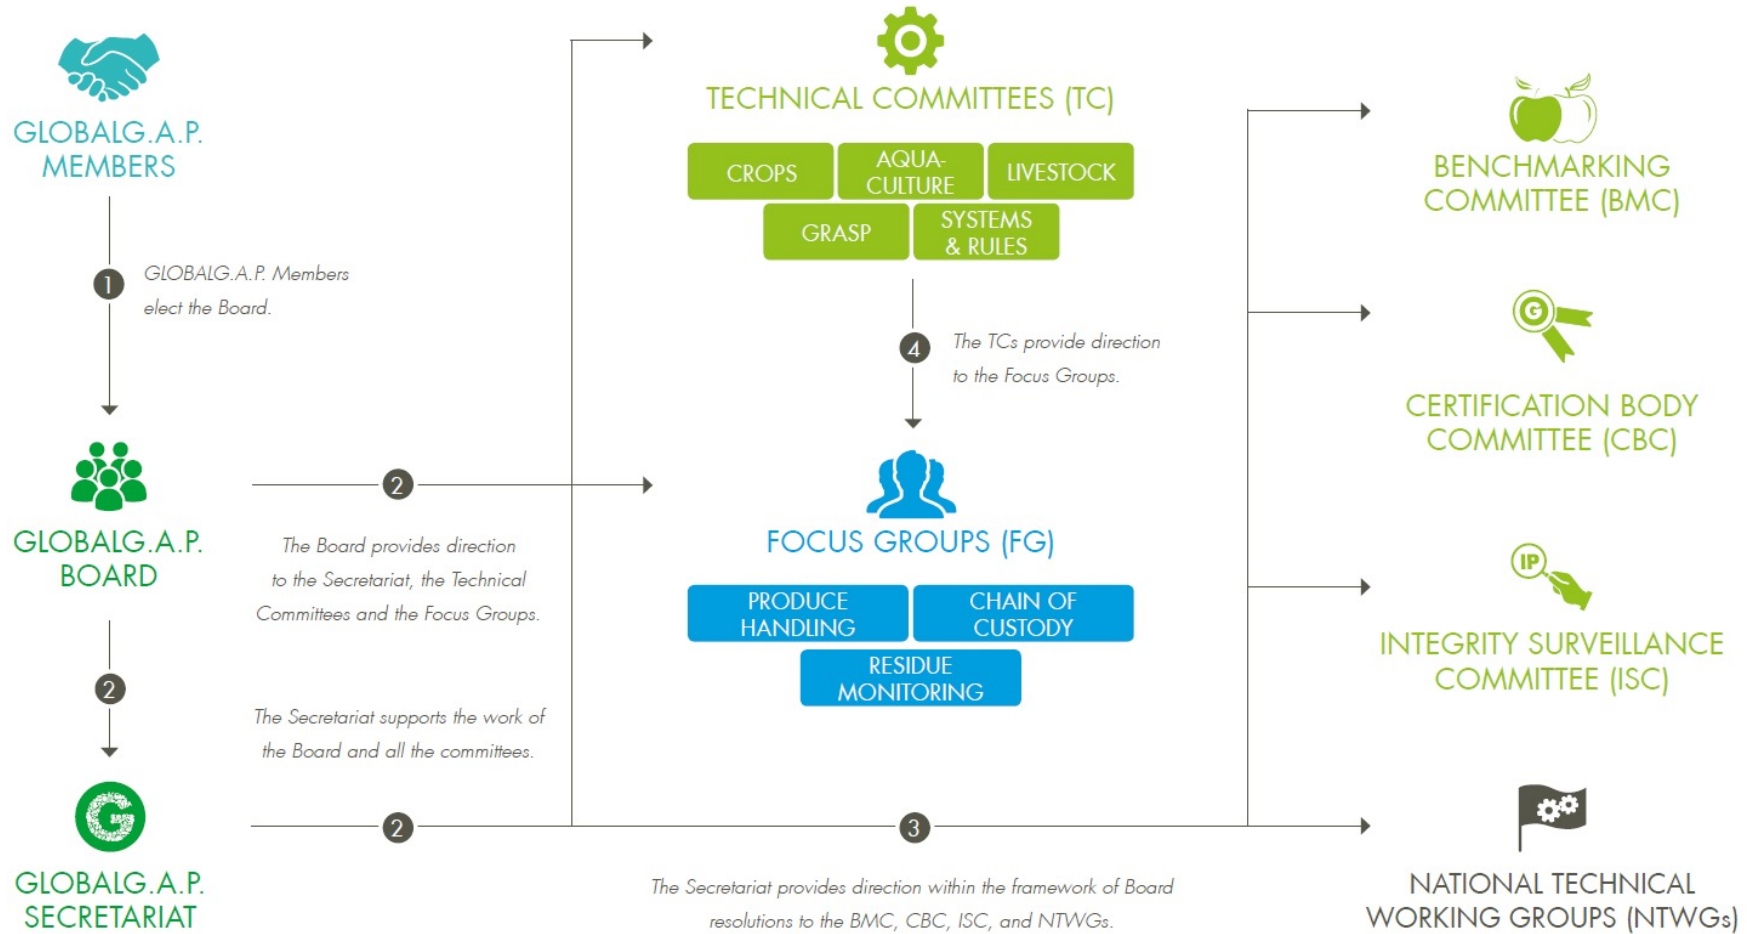 GLOBALG.A.P.
MEMBERS
1
GLOBALG.A.P. Members
elect the Board.
GLOBALG.A.P.
BOARD
2
The Board provides direction
to the Secretariat, the Technical
Committees and the Focus Groups.
2
The Secretariat supports the work of
the Board and all the committees.
G
GLOBALG.A.P.
SECRETARIAT
2
TECHNICAL COMMITTEES (TC)
CROPS
AQUA-
CULTURE
LIVESTOCK
GRASP
SYSTEMS
& RULES
4
The TCs provide direction
to the Focus Groups.
FOCUS GROUPS (FG)
PRODUCE
HANDLING
CHAIN OF
CUSTODY
RESIDUE
MONITORING
3
The Secretariat provides direction within the framework of Board
resolutions to the BMC, CBC, ISC, and NTWGs.
BENCHMARKING
COMMITTEE (BMC)
G
CERTIFICATION BODY
COMMITTEE (CBC)
IP
INTEGRITY SURVEILLANCE
COMMITTEE (ISC)
NATIONAL TECHNICAL
WORKING GROUPS (NTWGs)